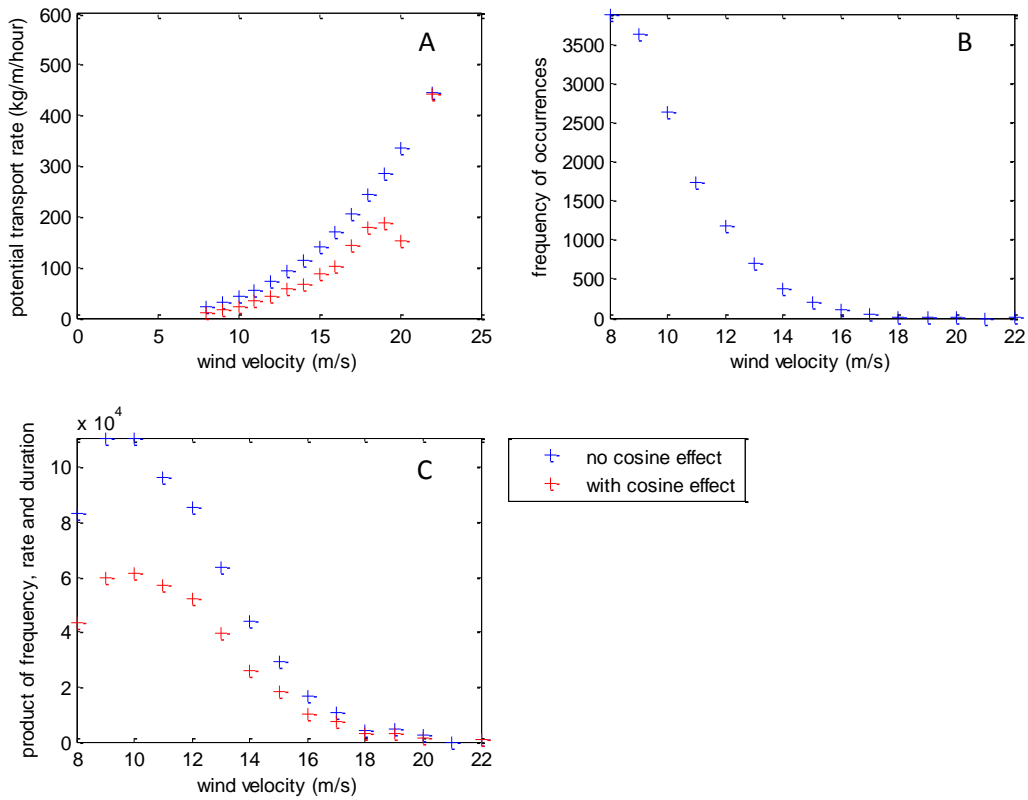 A
potential transport rate (kg/m/hour)
600
500
400
300
200
100
0
0 5 10 15 20 25
wind velocity (m/s)
B
frequency of occurrences
3500
3000
2500
2000
1500
1000
500
0
8 10 12 14 16 18 20 22
wind velocity (m/s)
x 10^4
C
product of frequency, rate and duration
10
8
6
4
2
0
8 10 12 14 16 18 20 22
wind velocity (m/s)
no cosine effect
with cosine effect